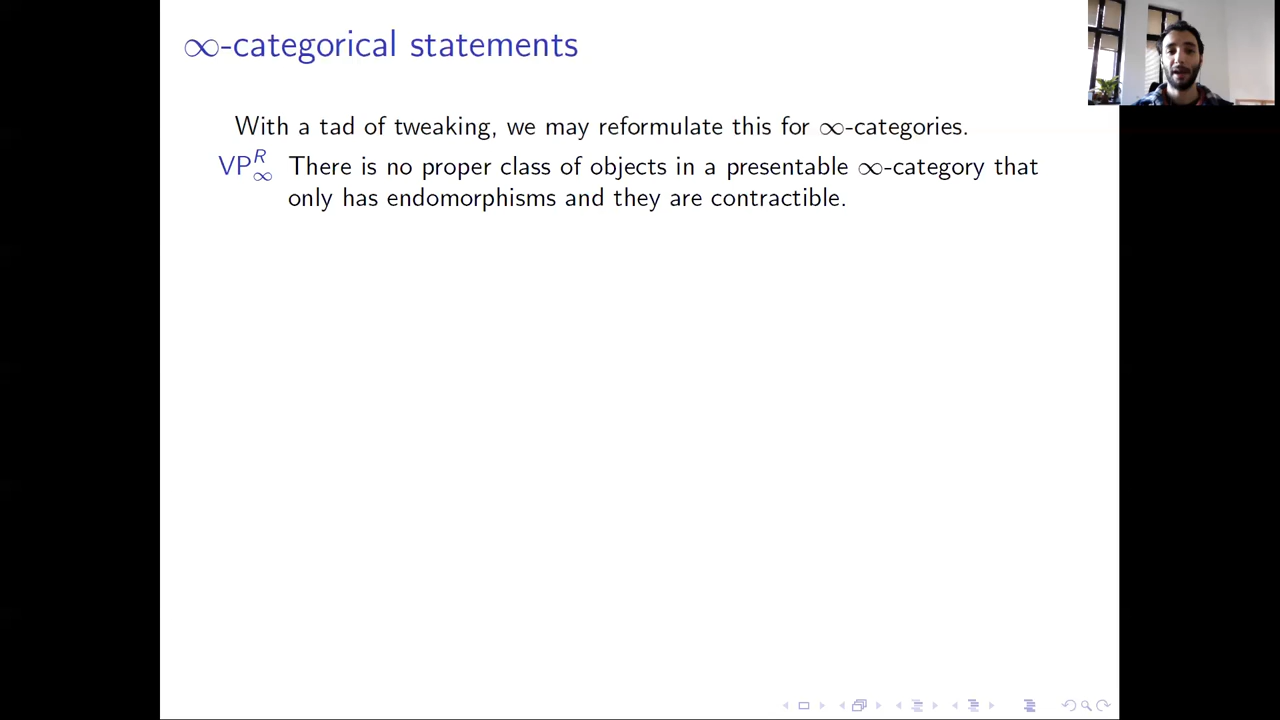 ∞-categorical statements
With a tad of tweaking, we may reformulate this for ∞-categories.
VP^R_∞ There is no proper class of objects in a presentable ∞-category that
only has endomorphisms and they are contractible.